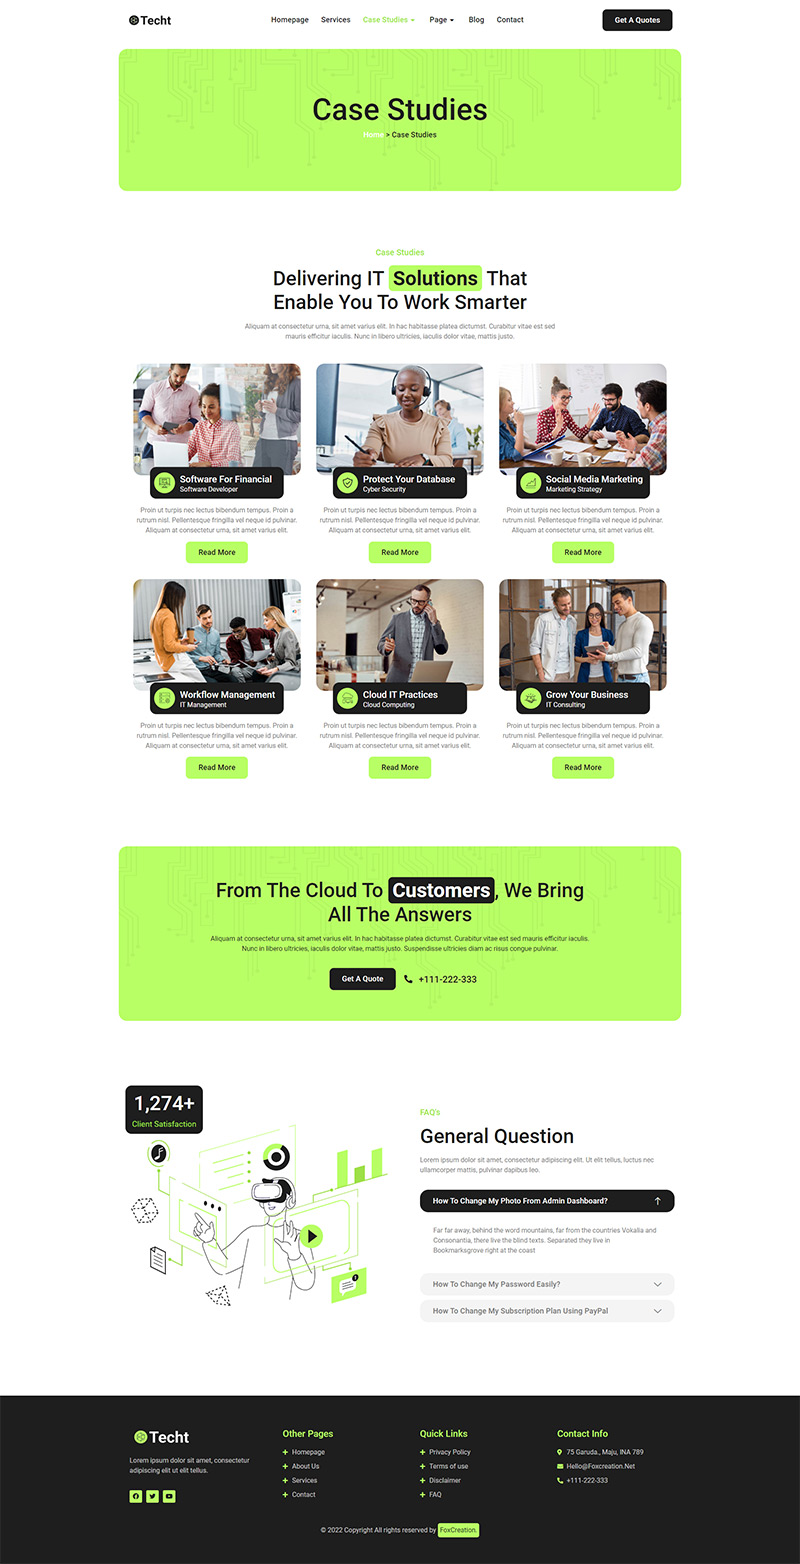 Techt
Homepage Services Case Studies Page Blog Contact
Get A Quotes
Case Studies
Home > Case Studies
Case Studies
Delivering IT Solutions That
Enable You To Work Smarter
Aliquam at consectetur urna, sit amet varius elit. In hac habitasse platea dictumst. Curabitur vitae est sed
mauris efficitur iaculis. Nunc in libero ultricies, iaculis dolor vitae, mattis justo.
Software For Financial
Software Developer
Proin ut turpis nec lectus bibendum tempus. Proin a
rutrum nisl. Pellentesque fringilla vel neque id pulvinar.
Aliquam at consectetur urna, sit amet varius elit.
Read More
Protect Your Database
Cyber Security
Proin ut turpis nec lectus bibendum tempus. Proin a
rutrum nisl. Pellentesque fringilla vel neque id pulvinar.
Aliquam at consectetur urna, sit amet varius elit.
Read More
Social Media Marketing
Marketing Strategy
Proin ut turpis nec lectus bibendum tempus. Proin a
rutrum nisl. Pellentesque fringilla vel neque id pulvinar.
Aliquam at consectetur urna, sit amet varius elit.
Read More
Workflow Management
IT Management
Proin ut turpis nec lectus bibendum tempus. Proin a
rutrum nisl. Pellentesque fringilla vel neque id pulvinar.
Aliquam at consectetur urna, sit amet varius elit.
Read More
Cloud IT Practices
Cloud Computing
Proin ut turpis nec lectus bibendum tempus. Proin a
rutrum nisl. Pellentesque fringilla vel neque id pulvinar.
Aliquam at consectetur urna, sit amet varius elit.
Read More
Grow Your Business
IT Consulting
Proin ut turpis nec lectus bibendum tempus. Proin a
rutrum nisl. Pellentesque fringilla vel neque id pulvinar.
Aliquam at consectetur urna, sit amet varius elit.
Read More
From The Cloud To Customers, We Bring
All The Answers
Aliquam at consectetur urna, sit amet varius elit. In hac habitasse platea dictumst. Curabitur vitae est sed mauris efficitur iaculis.
Nunc in libero ultricies, iaculis dolor vitae, mattis justo. Suspendisse ultricies diam ac risus congue pulvinar.
Get A Quote
+111-222-333
1,274+
Client Satisfaction
FAQ's
General Question
Lorem ipsum dolor sit amet, consectetur adipiscing elit. Ut elit tellus, luctus nec
ullamcorper mattis, pulvinar dapibus leo.
How To Change My Photo From Admin Dashboard?
Far far away, behind the word mountains, far from the countries Vokalia and
Consonantia, there live the blind texts. Separated they live in
Bookmarksgrove right at the coast
How To Change My Password Easily?
How To Change My Subscription Plan Using PayPal
Techt
Lorem ipsum dolor sit amet, consectetur
adipiscing elit ut elit tellus.
Other Pages
Homepage
About Us
Services
Contact
Quick Links
Privacy Policy
Terms of use
Disclaimer
FAQ
Contact Info
75 Garuda., Maju, INA 789
Hello@Foxcreation.Net
+111-222-333
© 2022 Copyright All rights reserved by FoxCreation.